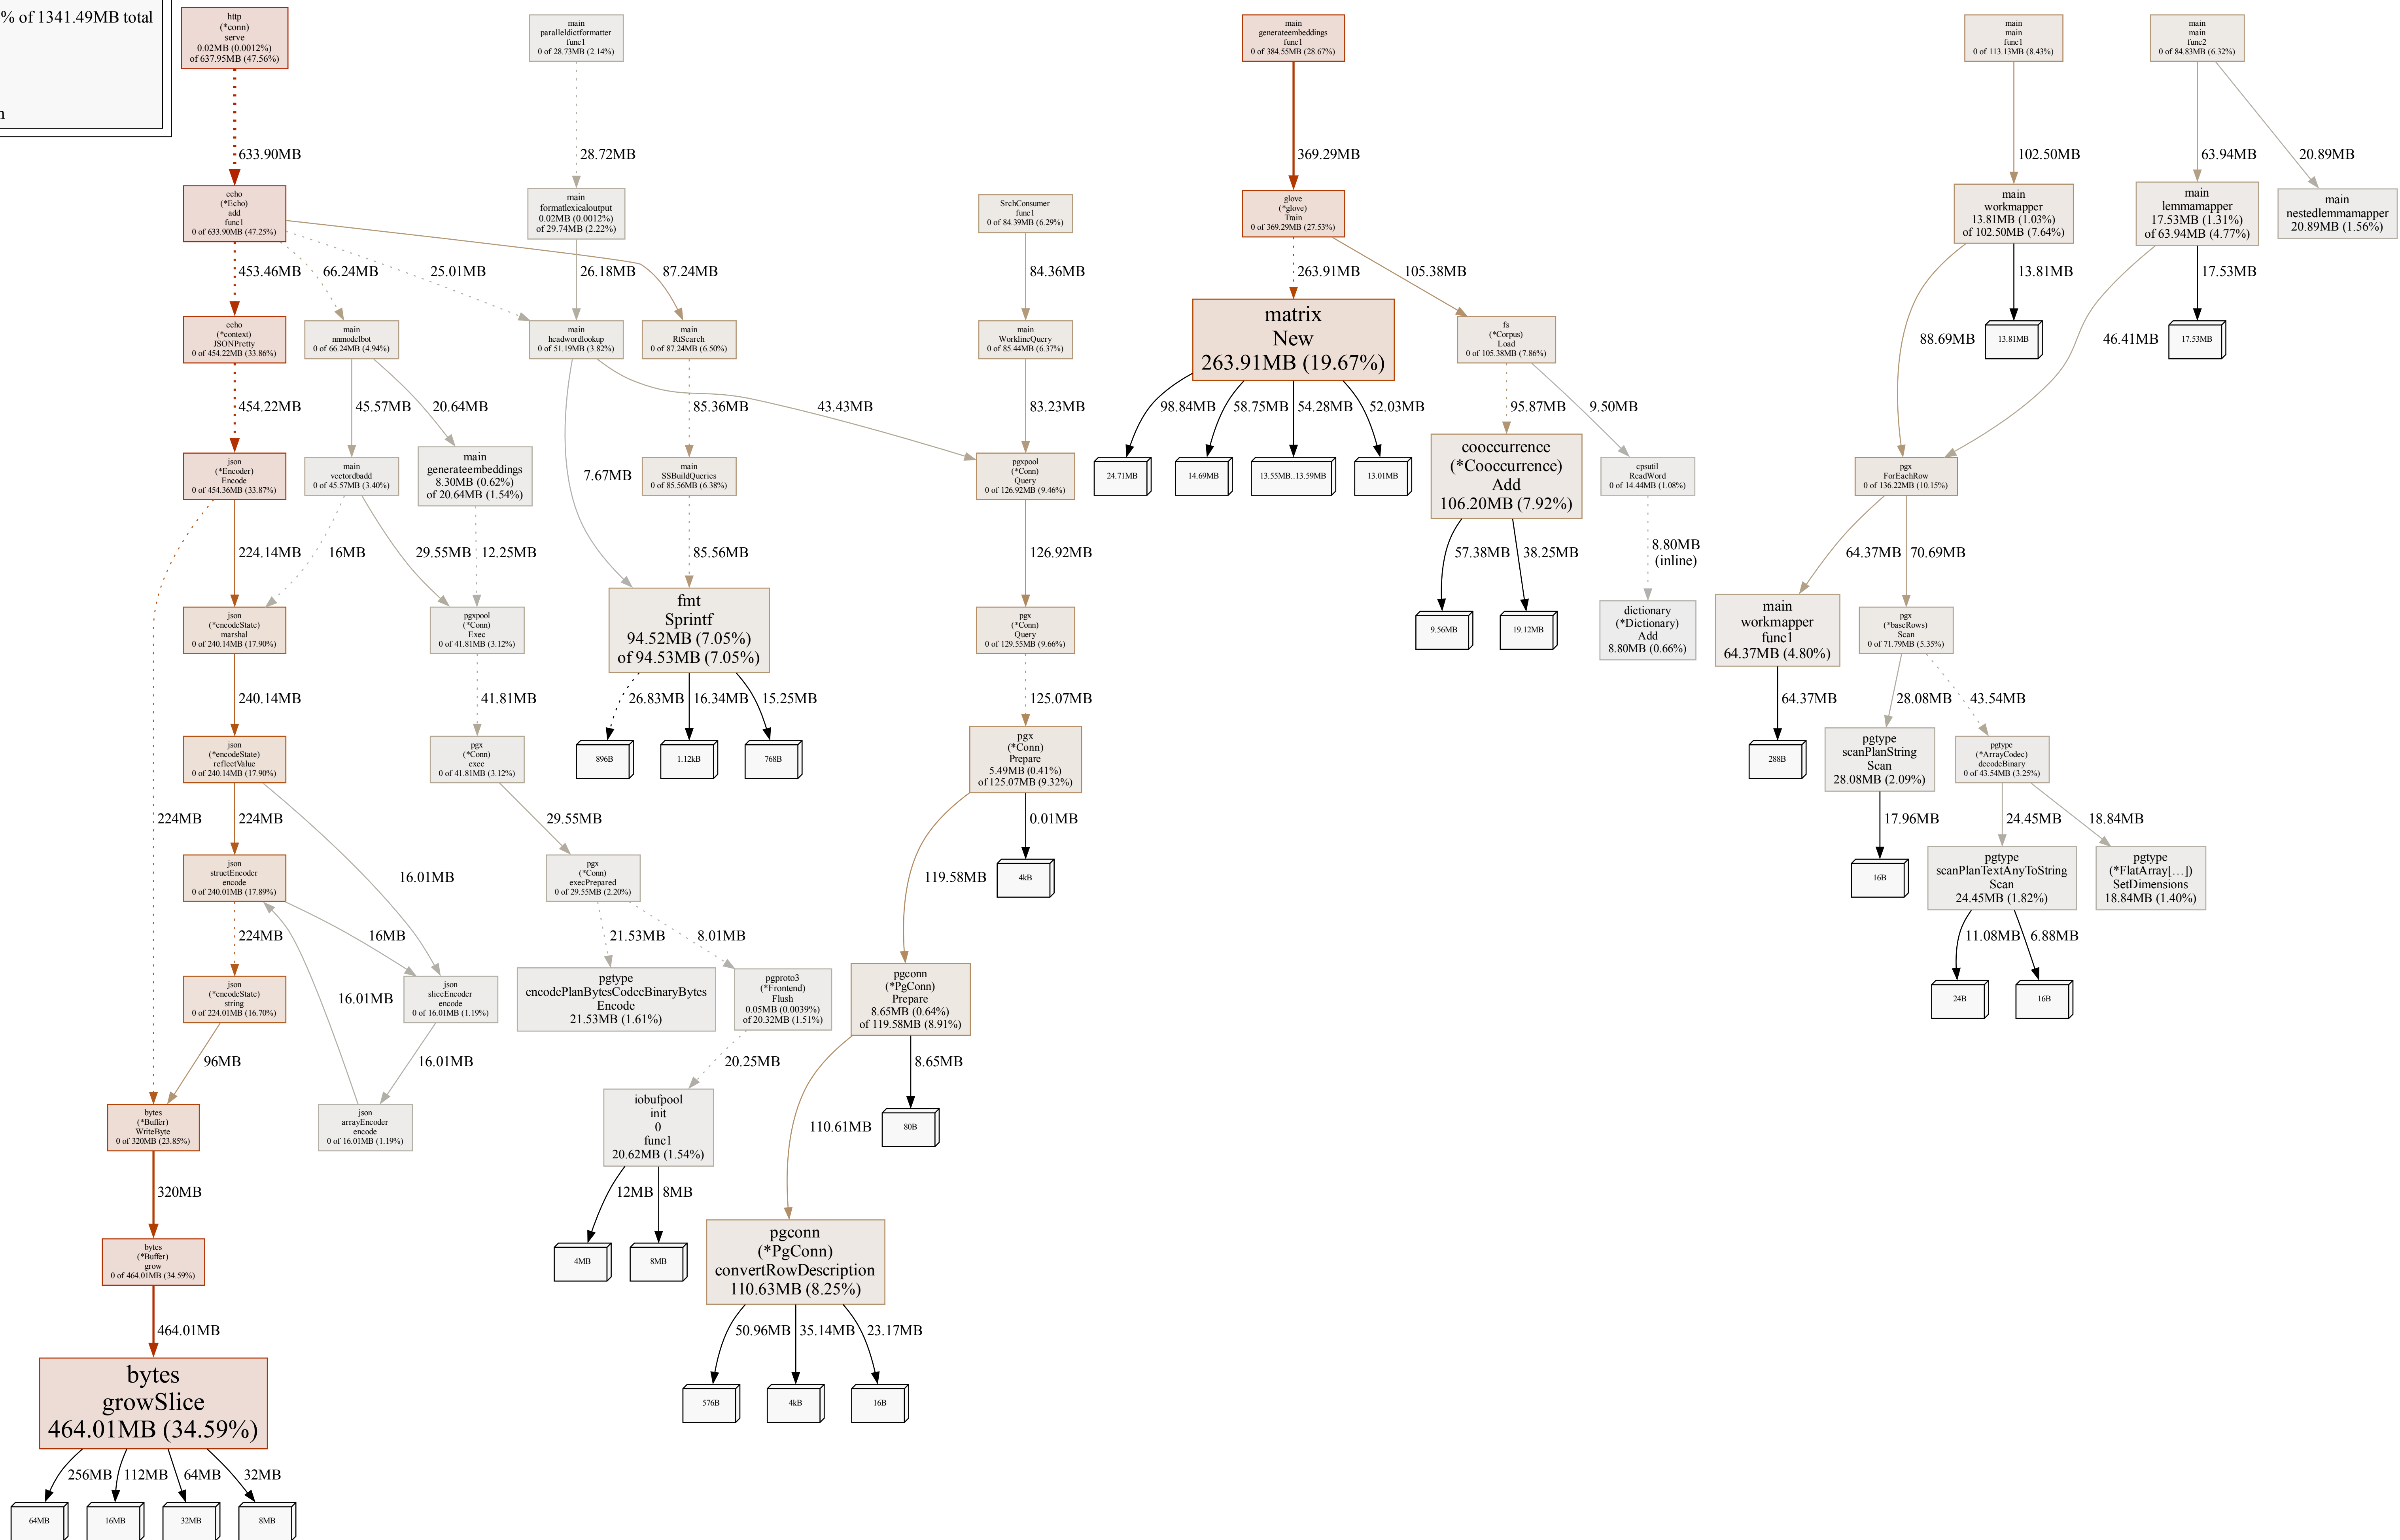 % of 1341.49MB total
n
http
(*conn)
serve
0.02MB (0.0012%)
of 637.95MB (47.56%)
main
paralleldictformatter
func1
0 of 28.73MB (2.14%)
main
generateembeddings
func1
0 of 384.55MB (28.67%)
main
main
func1
0 of 113.13MB (8.43%)
main
main
func2
0 of 84.83MB (6.32%)
633.90MB
28.72MB
369.29MB
102.50MB
63.94MB
20.89MB
echo
(*Echo)
add
func1
0 of 633.90MB (47.25%)
main
formatlexicaloutput
0.02MB (0.0012%)
of 29.74MB (2.22%)
SrchConsumer
func1
0 of 84.39MB (6.29%)
glove
(*glove)
Train
0 of 369.29MB (27.53%)
main
workmapper
13.81MB (1.03%)
of 102.50MB (7.64%)
main
lemmamapper
17.53MB (1.31%)
of 63.94MB (4.77%)
main
nestedlemmamapper
20.89MB (1.56%)
453.46MB
66.24MB
25.01MB
26.18MB
87.24MB
84.36MB
263.91MB
105.38MB
13.81MB
17.53MB
echo
(*context)
JSONPretty
0 of 454.22MB (33.86%)
main
nnmodelbot
0 of 66.24MB (4.94%)
main
headwordlookup
0 of 51.19MB (3.82%)
main
RtSearch
0 of 87.24MB (6.50%)
main
WorklineQuery
0 of 85.44MB (6.37%)
matrix
New
263.91MB (19.67%)
fs
(*Corpus)
Load
0 of 105.38MB (7.86%)
88.69MB
13.81MB
46.41MB
17.53MB
454.22MB
45.57MB
20.64MB
85.36MB
43.43MB
83.23MB
98.84MB
58.75MB
54.28MB
52.03MB
95.87MB
9.50MB
json
(*Encoder)
Encode
0 of 454.36MB (33.87%)
main
vectordbadd
0 of 45.57MB (3.40%)
main
generateembeddings
8.30MB (0.62%)
of 20.64MB (1.54%)
7.67MB
main
SSBuildQueries
0 of 85.56MB (6.38%)
pgxpool
(*Conn)
Query
0 of 126.92MB (9.46%)
24.71MB
14.69MB
13.55MB..13.59MB
13.01MB
cooccurrence
(*Cooccurrence)
Add
106.20MB (7.92%)
cpsutil
ReadWord
0 of 14.44MB (1.08%)
pgx
ForEachRow
0 of 136.22MB (10.15%)
224.14MB
16MB
29.55MB
12.25MB
85.56MB
126.92MB
57.38MB
38.25MB
8.80MB
(inline)
64.37MB
70.69MB
json
(*encodeState)
marshal
0 of 240.14MB (17.90%)
pgxpool
(*Conn)
Exec
0 of 41.81MB (3.12%)
fmt
Sprintf
94.52MB (7.05%)
of 94.53MB (7.05%)
pgx
(*Conn)
Query
0 of 129.55MB (9.66%)
9.56MB
19.12MB
dictionary
(*Dictionary)
Add
8.80MB (0.66%)
main
workmapper
func1
64.37MB (4.80%)
pgx
(*baseRows)
Scan
0 of 71.79MB (5.35%)
240.14MB
41.81MB
26.83MB
16.34MB
15.25MB
125.07MB
64.37MB
28.08MB
43.54MB
json
(*encodeState)
reflectValue
0 of 240.14MB (17.90%)
pgx
(*Conn)
exec
0 of 41.81MB (3.12%)
896B
1.12kB
768B
pgx
(*Conn)
Prepare
5.49MB (0.41%)
of 125.07MB (9.32%)
288B
pgtype
scanPlanString
Scan
28.08MB (2.09%)
pgtype
(*ArrayCodec)
decodeBinary
0 of 43.54MB (3.25%)
224MB
224MB
29.55MB
0.01MB
17.96MB
24.45MB
18.84MB
json
structEncoder
encode
0 of 240.01MB (17.89%)
16.01MB
pgx
(*Conn)
execPrepared
0 of 29.55MB (2.20%)
119.58MB
4kB
16B
pgtype
scanPlanTextAnyToString
Scan
24.45MB (1.82%)
pgtype
(*FlatArray[…])
SetDimensions
18.84MB (1.40%)
224MB
16MB
21.53MB
8.01MB
11.08MB
6.88MB
json
(*encodeState)
string
0 of 224.01MB (16.70%)
16.01MB
json
sliceEncoder
encode
0 of 16.01MB (1.19%)
pgtype
encodePlanBytesCodecBinaryBytes
Encode
21.53MB (1.61%)
pgproto3
(*Frontend)
Flush
0.05MB (0.0039%)
of 20.32MB (1.51%)
pgconn
(*PgConn)
Prepare
8.65MB (0.64%)
of 119.58MB (8.91%)
24B
16B
96MB
16.01MB
20.25MB
8.65MB
bytes
(*Buffer)
WriteByte
0 of 320MB (23.85%)
json
arrayEncoder
encode
0 of 16.01MB (1.19%)
iobufpool
init
0
func1
20.62MB (1.54%)
110.61MB
80B
320MB
12MB
8MB
bytes
(*Buffer)
grow
0 of 464.01MB (34.59%)
4MB
8MB
pgconn
(*PgConn)
convertRowDescription
110.63MB (8.25%)
464.01MB
50.96MB
35.14MB
23.17MB
bytes
growSlice
464.01MB (34.59%)
576B
4kB
16B
256MB
112MB
64MB
32MB
64MB
16MB
32MB
8MB